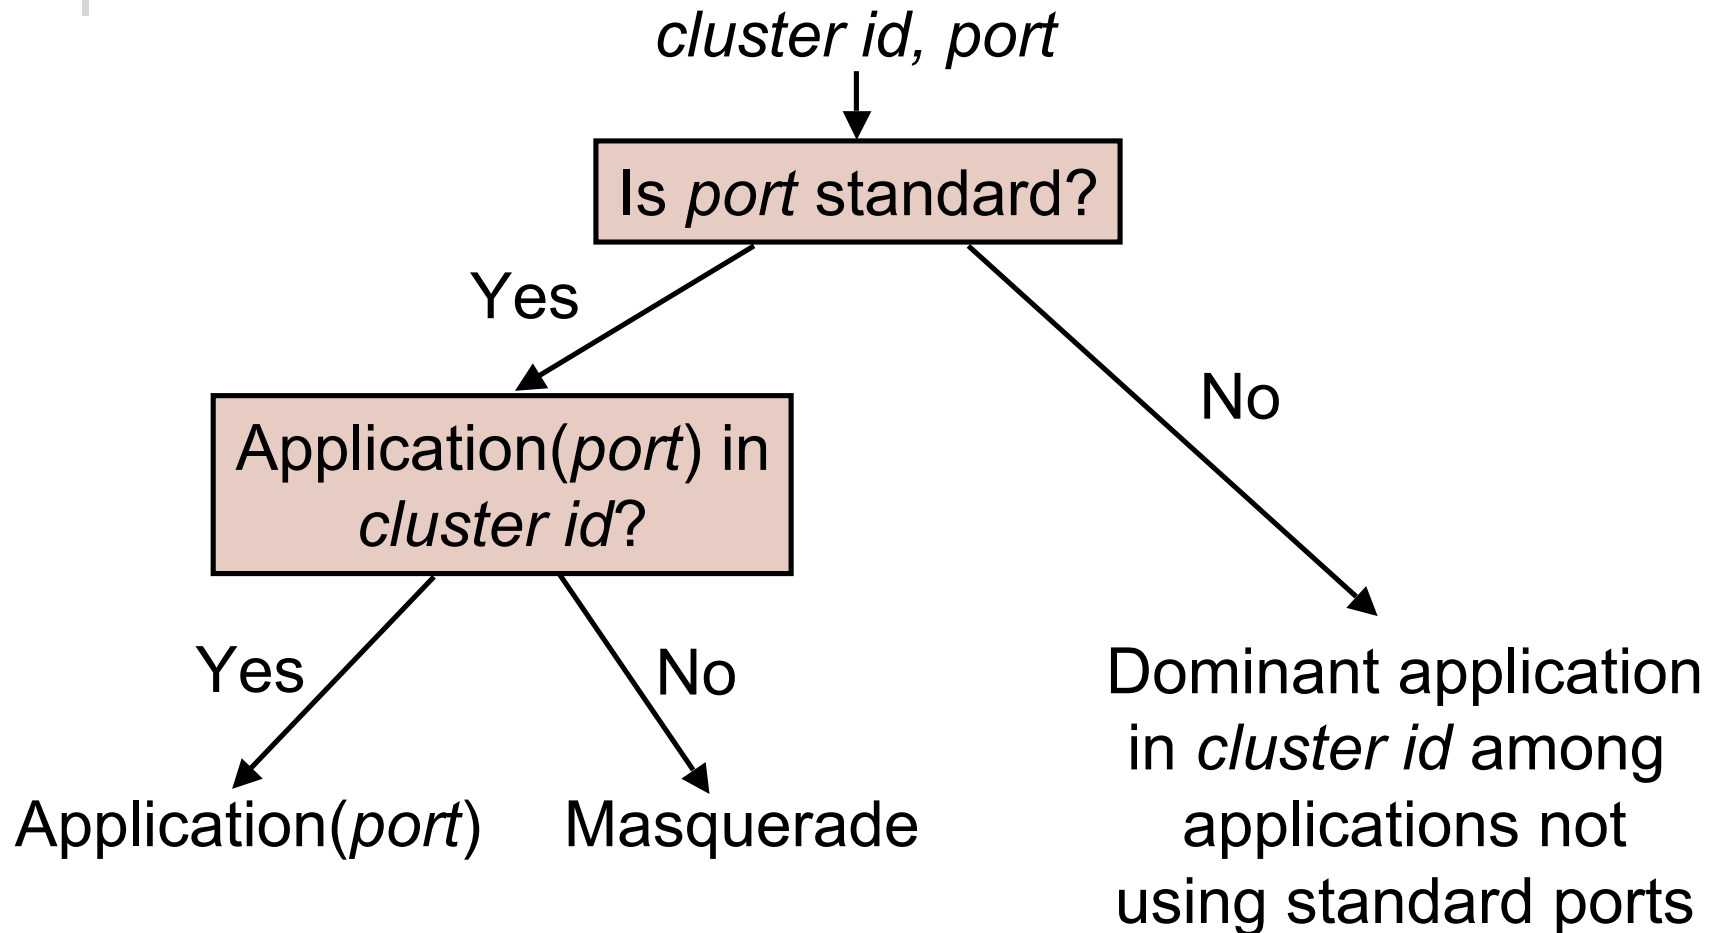 cluster id, port
Is port standard?
Yes
No
Application(port) in
cluster id?
Yes
No
Application(port)
Masquerade
Dominant application
in cluster id among
applications not
using standard ports